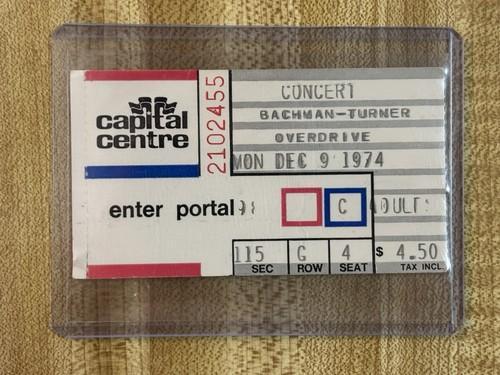 capital
centre
2102455
CONCERT
BACHMAN-TURNER
OVERDRIVE
MON DEC 9 1974
enter portal
C
115 G 4 $ 4.50
SEC ROW SEAT TAX INCL.